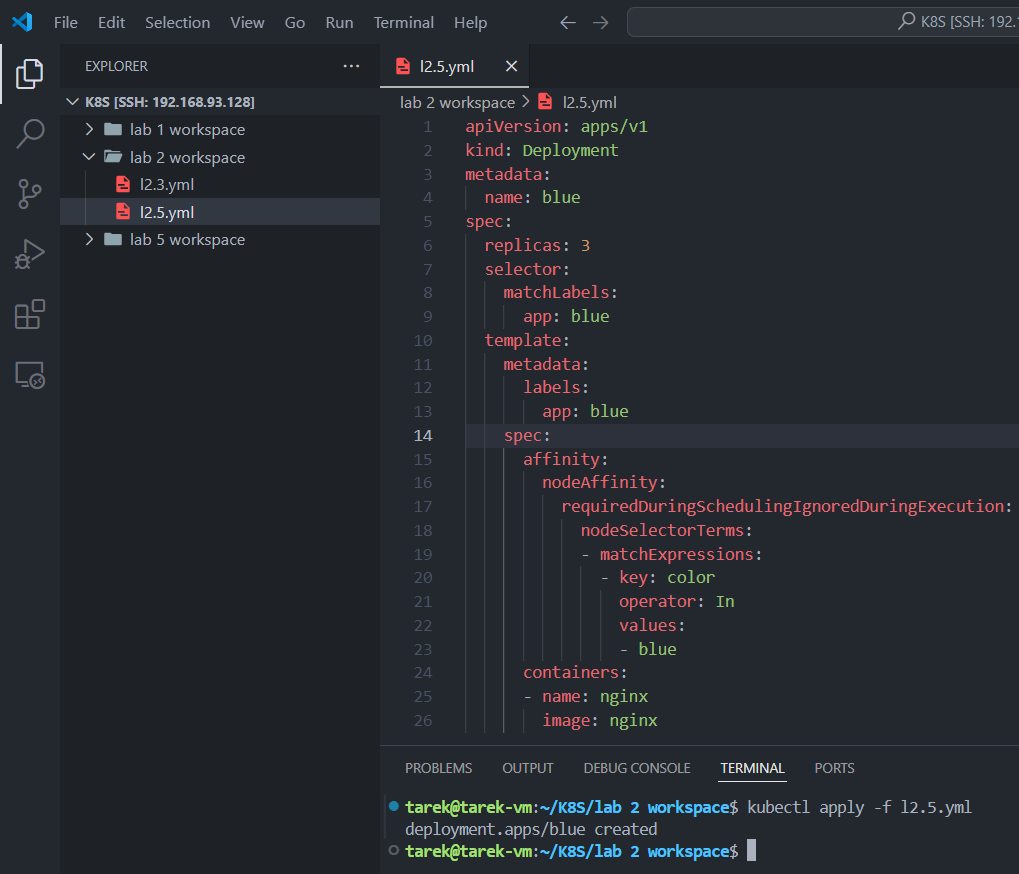 File Edit Selection View Go Run Terminal Help K8S [SSH: 192.
EXPLORER
K8S [SSH: 192.168.93.128]
lab 1 workspace
lab 2 workspace
l2.3.yml
l2.5.yml
lab 5 workspace
l2.5.yml
lab 2 workspace > l2.5.yml
1 apiVersion: apps/v1
2 kind: Deployment
3 metadata:
4   name: blue
5 spec:
6   replicas: 3
7   selector:
8     matchLabels:
9       app: blue
10   template:
11     metadata:
12       labels:
13         app: blue
14     spec:
15       affinity:
16         nodeAffinity:
17           requiredDuringSchedulingIgnoredDuringExecution:
18             nodeSelectorTerms:
19             - matchExpressions:
20               - key: color
21                 operator: In
22                 values:
23                 - blue
24       containers:
25       - name: nginx
26         image: nginx
PROBLEMS OUTPUT DEBUG CONSOLE TERMINAL PORTS
tarek@tarek-vm:~/K8S/lab 2 workspace$ kubectl apply -f l2.5.yml
deployment.apps/blue created
tarek@tarek-vm:~/K8S/lab 2 workspace$